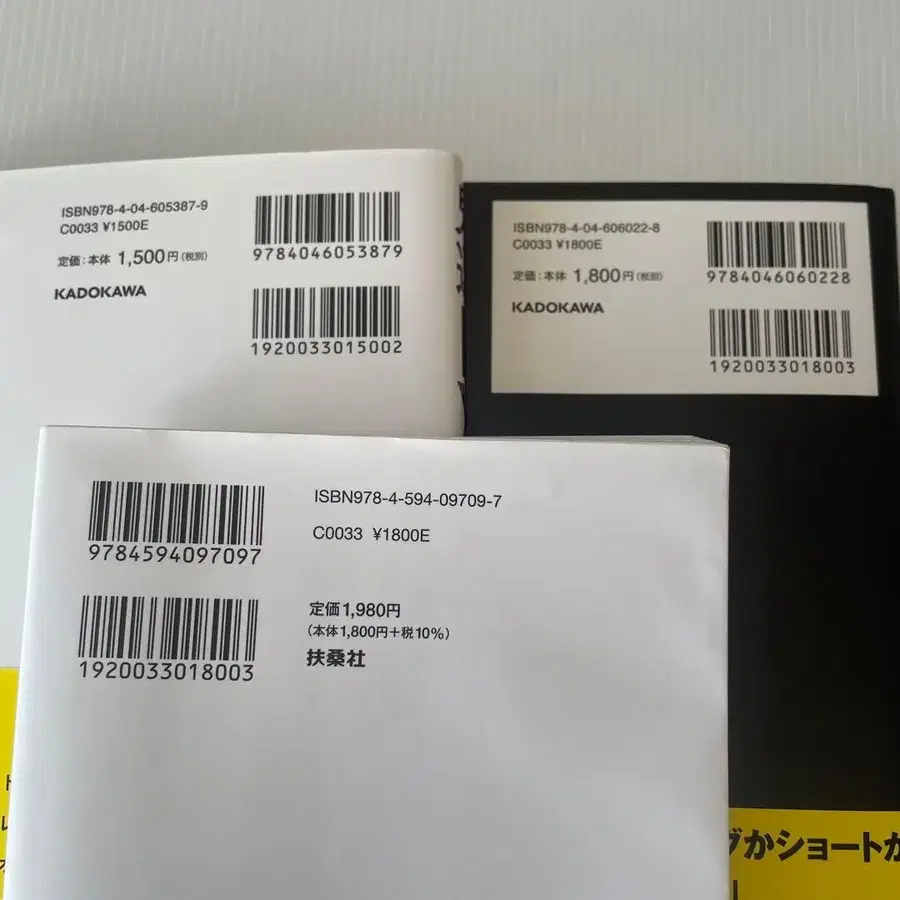 ISBN978-4-04-605387-9
C0033 ¥1500E
定価：本体 1,500円（税別）
KADOKAWA
9784046053879
1920033015002
ISBN978-4-04-606022-8
C0033 ¥1800E
定価：本体 1,800円（税別）
KADOKAWA
9784046060228
1920033018003
9784594097097
1920033018003
ISBN978-4-594-09709-7
C0033 ¥1800E
定価1,980円
（本体1,800円＋税10%）
扶桑社
グかショートか